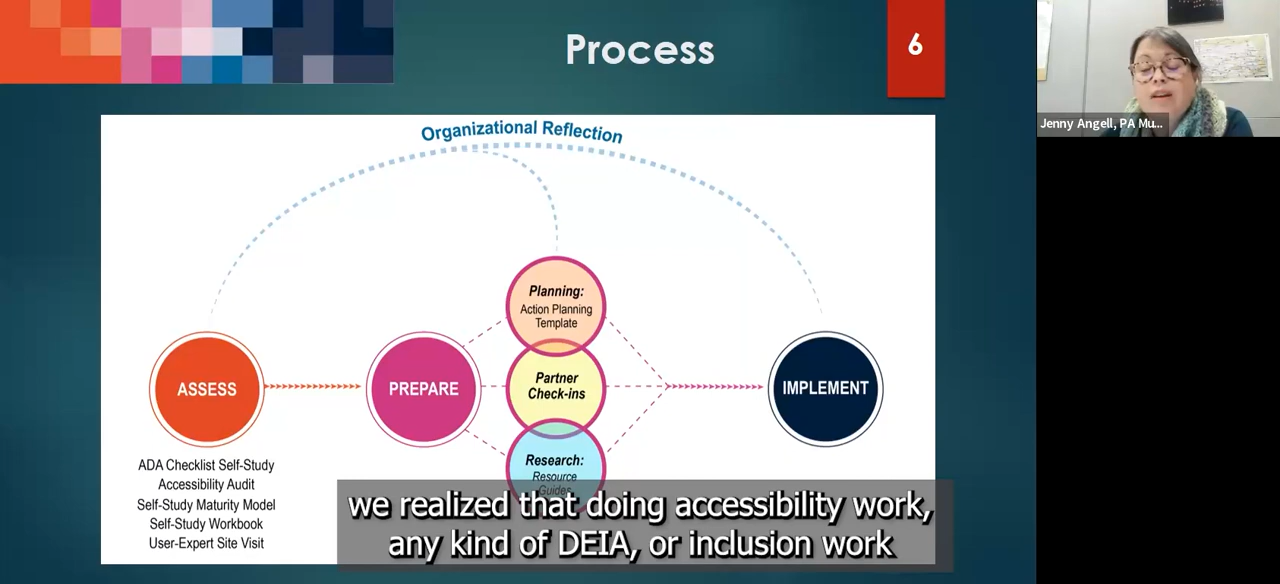 Process
6
Jenny Angell, PA Mu...
Organizational Reflection
Planning:
Action Planning
Template
ASSESS
PREPARE
Partner
Check-ins
IMPLEMENT
Research:
Resource
Guides
ADA Checklist Self-Study
Accessibility Audit
Self-Study Maturity Model
Self-Study Workbook
User-Expert Site Visit
we realized that doing accessibility work,
any kind of DEIA, or inclusion work